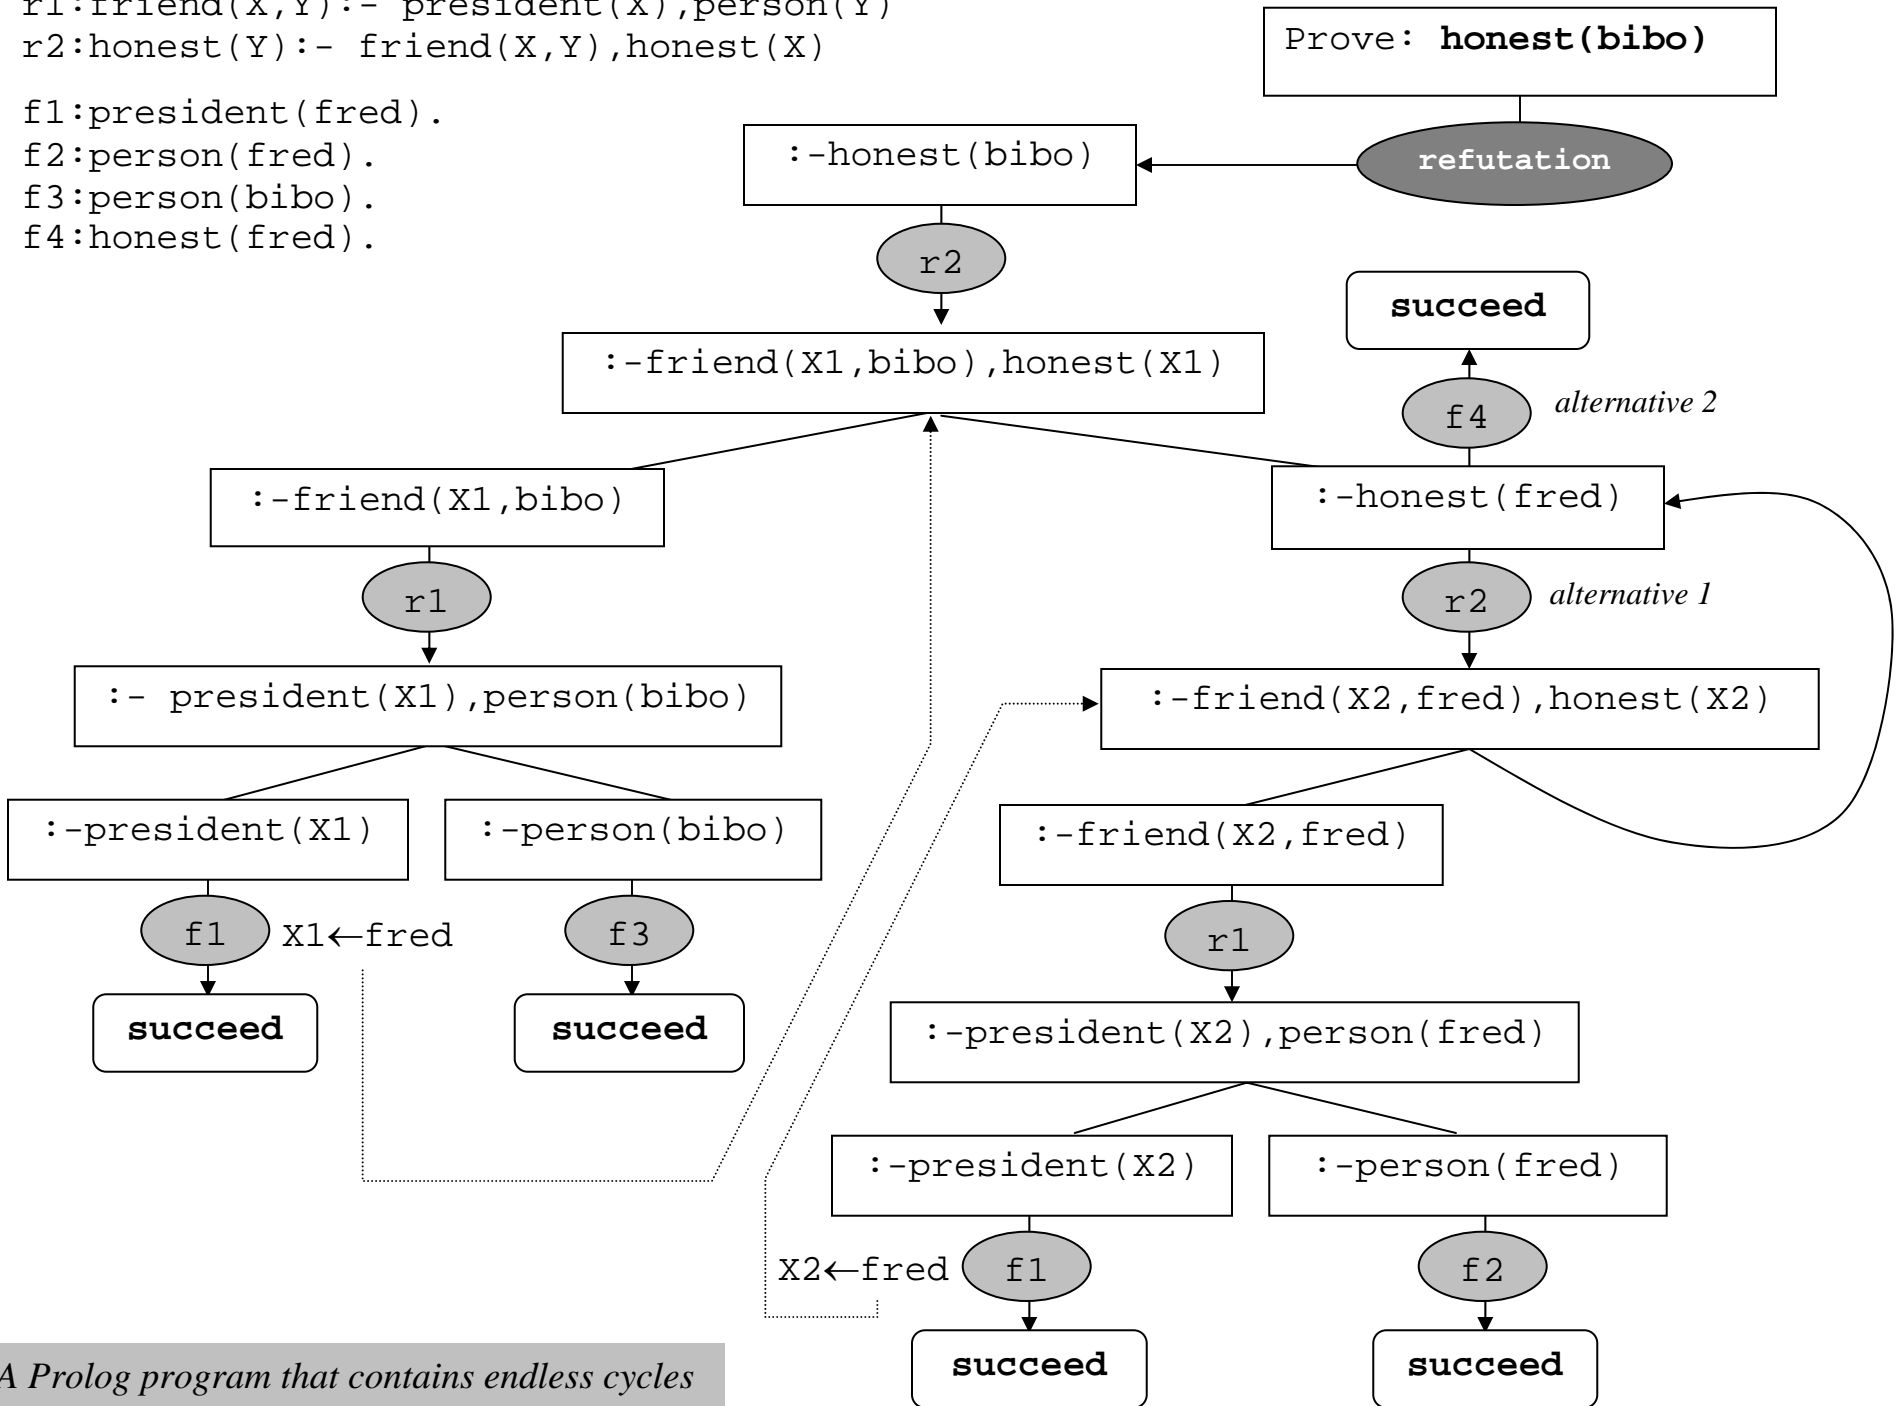 r1:friend(X,Y):- president(X),person(Y)
r2:honest(Y):- friend(X,Y),honest(X)
f1:president(fred).
f2:person(fred).
f3:person(bibo).
f4:honest(fred).
Prove: honest(bibo)
refutation
:-honest(bibo)
r2
:-friend(X1,bibo),honest(X1)
succeed
f4
alternative 2
:-friend(X1,bibo)
:-honest(fred)
r1
r2
alternative 1
:- president(X1),person(bibo)
:-friend(X2,fred),honest(X2)
:-president(X1)
:-person(bibo)
:-friend(X2,fred)
f1
X1←fred
f3
r1
succeed
succeed
:-president(X2),person(fred)
:-president(X2)
:-person(fred)
X2←fred
f1
f2
succeed
succeed
A Prolog program that contains endless cycles